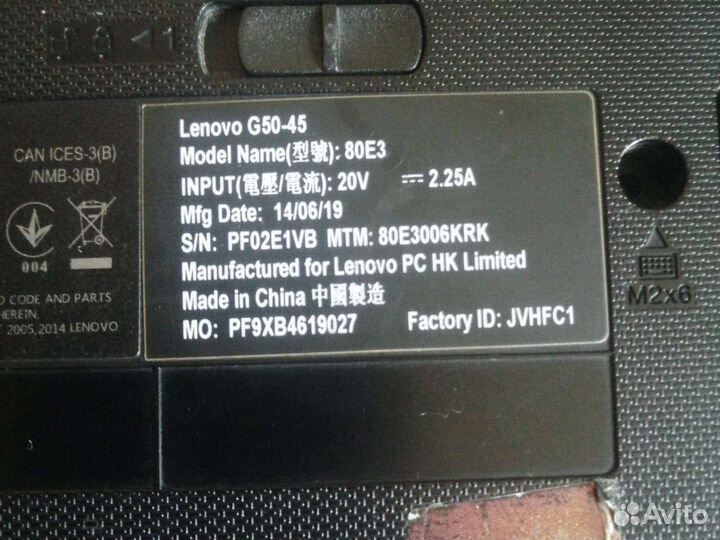 1
Lenovo G50-45
Model Name(型號): 80E3
INPUT(電壓/電流): 20V ⎓ 2.25A
Mfg Date: 14/06/19
S/N: PF02E1VB MTM: 80E3006KRK
Manufactured for Lenovo PC HK Limited
Made in China 中國製造
MO: PF9XB4619027 Factory ID: JVHFC1
CAN ICES-3(B)
/NMB-3(B)
004
CODE AND PARTS
HEREIN.
2005,2014 LENOVO
M2x6
Avito